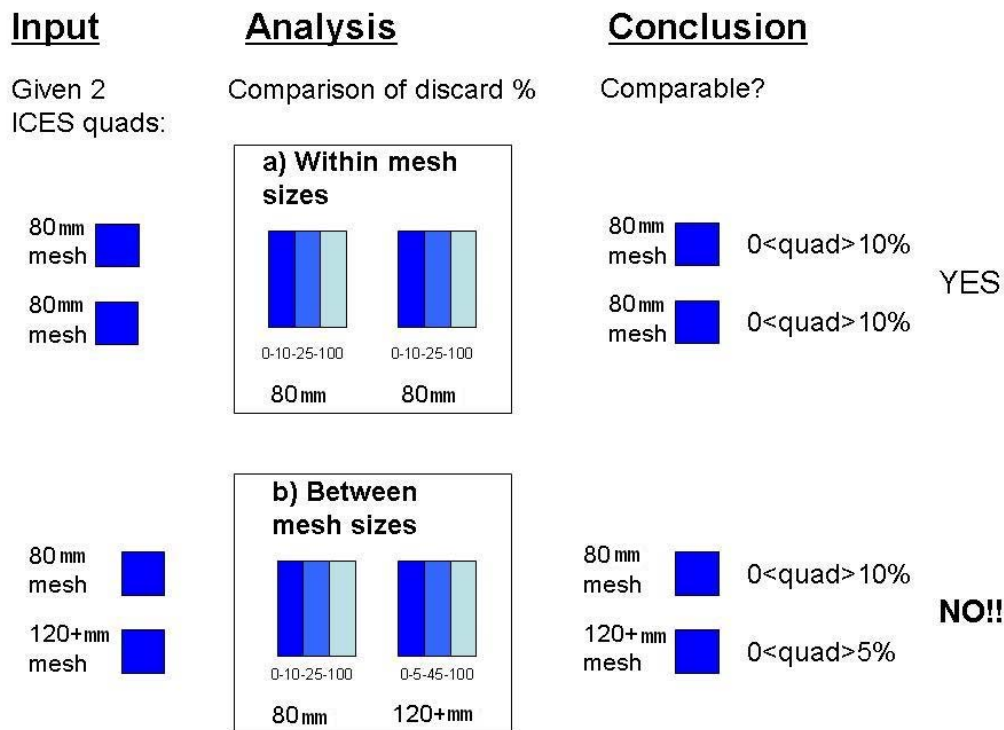 Input Analysis Conclusion
Given 2
ICES quads:
Comparison of discard %
Comparable?
a) Within mesh
sizes
80mm
mesh
80mm
mesh
0-10-25-100 0-10-25-100
80mm 80mm
80mm
mesh
0<quad>10%
80mm
mesh
0<quad>10%
YES
b) Between
mesh sizes
80mm
mesh
120+mm
mesh
0-10-25-100 0-5-45-100
80mm 120+mm
80mm
mesh
0<quad>10%
120+mm
mesh
0<quad>5%
NO!!